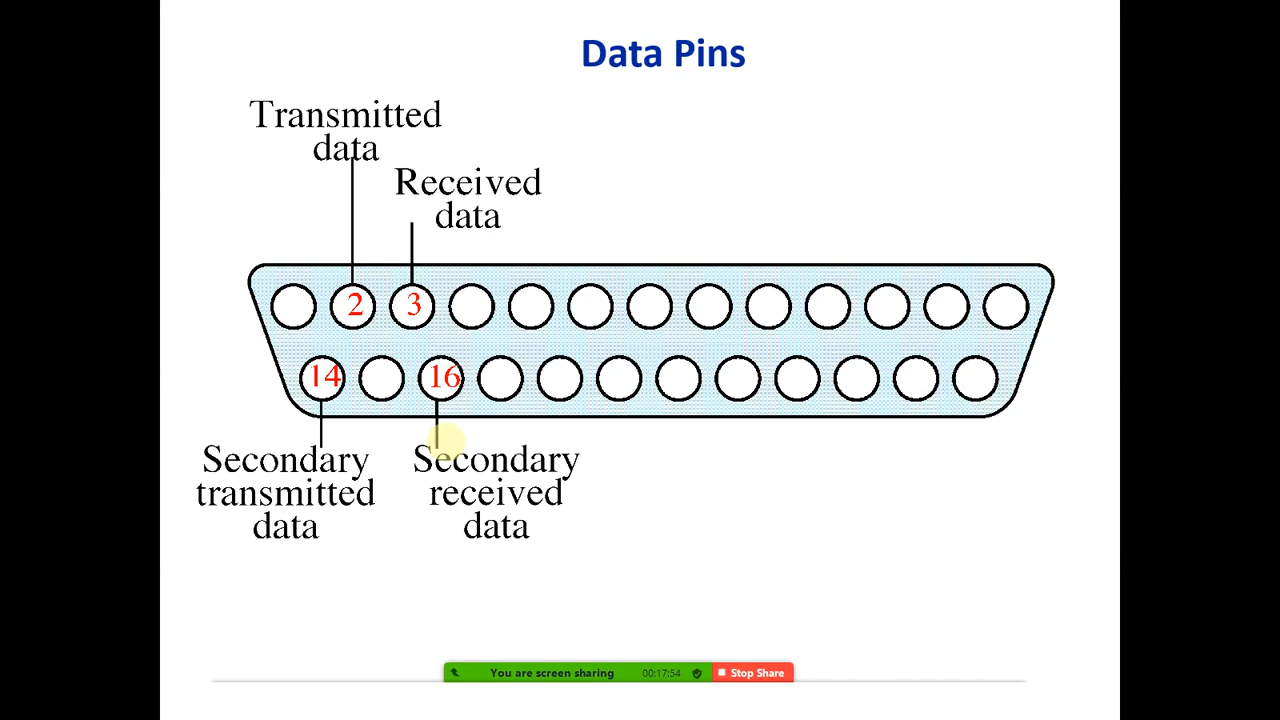 Data Pins
Transmitted
data
Received
data
2
3
14
16
Secondary
transmitted
data
Secondary
received
data
You are screen sharing 00:17:54 Stop Share